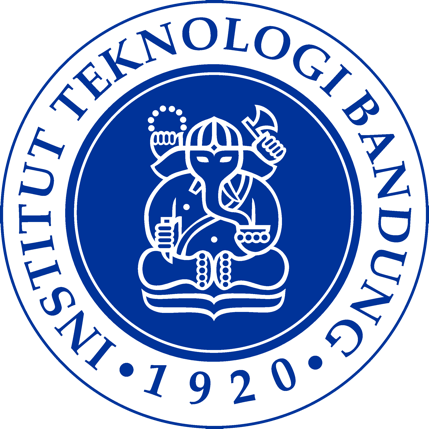 INSTITUT TEKNOLOGI BANDUNG
• 1920 •